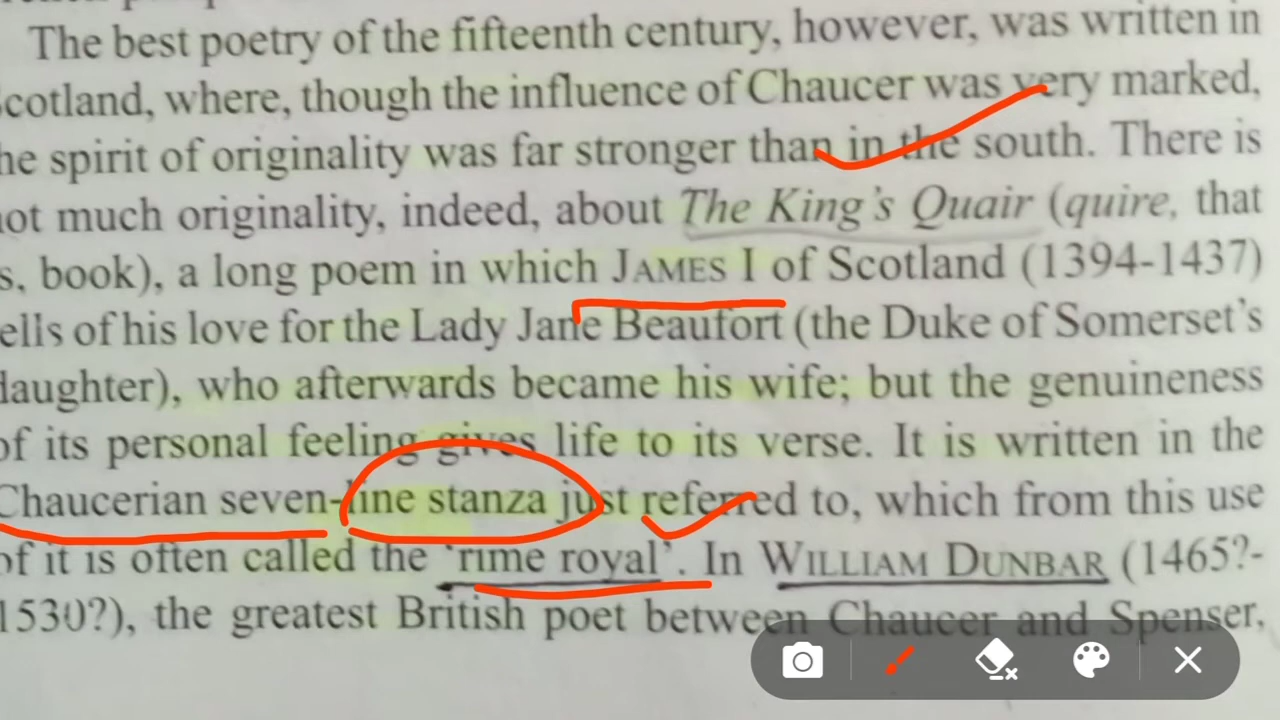 The best poetry of the fifteenth century, however, was written in
cotland, where, though the influence of Chaucer was very marked,
he spirit of originality was far stronger than in the south. There is
ot much originality, indeed, about The King's Quair (quire, that
s, book), a long poem in which JAMES I of Scotland (1394-1437)
ells of his love for the Lady Jane Beaufort (the Duke of Somerset's
daughter), who afterwards became his wife; but the genuineness
of its personal feeling gives life to its verse. It is written in the
Chaucerian seven-line stanza just referred to, which from this use
of it is often called the 'rime royal'. In WILLIAM DUNBAR (1465?-
1530?), the greatest British poet between Chaucer and Spenser,